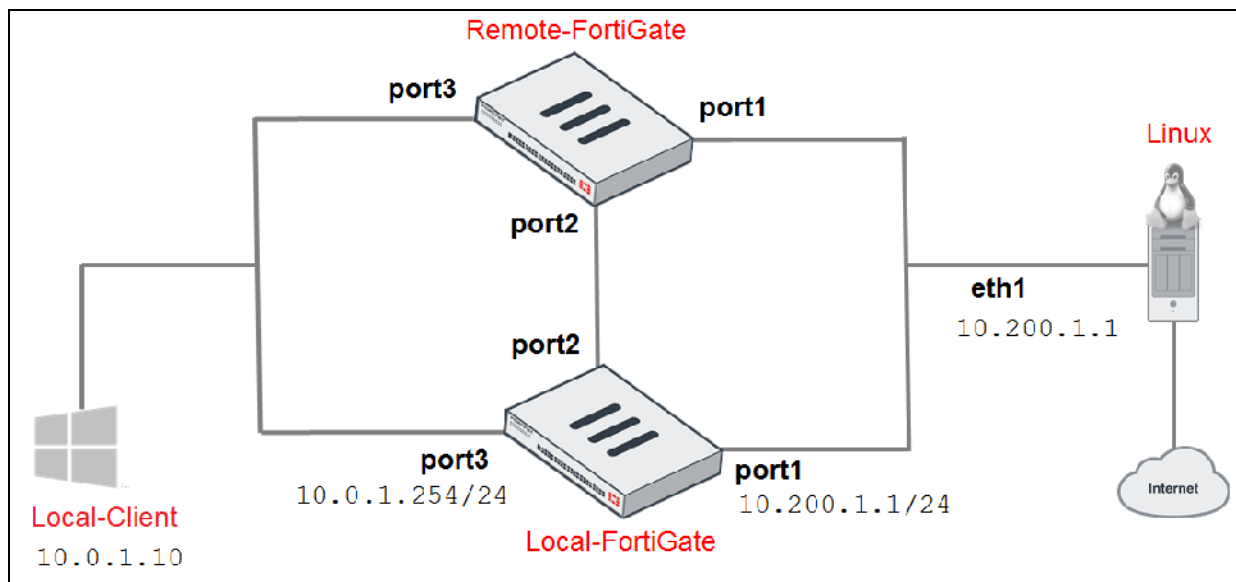 Remote-FortiGate
port3
port1
Linux
port2
eth1
10.200.1.1
port2
port3
10.0.1.254/24
port1
10.200.1.1/24
Internet
Local-Client
10.0.1.10
Local-FortiGate